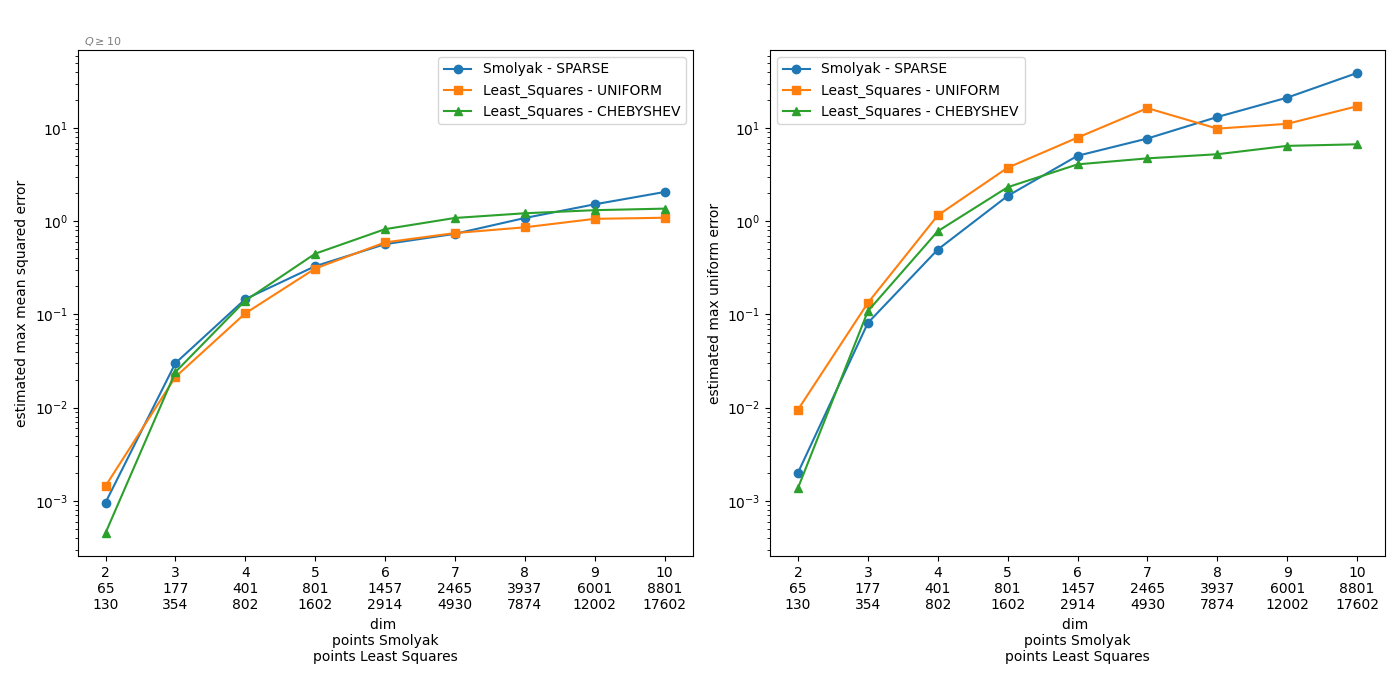 Q ≥ 10
Smolyak - SPARSE
Least_Squares - UNIFORM
Least_Squares - CHEBYSHEV
estimated max mean squared error
10^1
10^0
10^-1
10^-2
10^-3
2 3 4 5 6 7 8 9 10
65 177 401 801 1457 2465 3937 6001 8801
130 354 802 1602 2914 4930 7874 12002 17602
dim
points Smolyak
points Least Squares
Smolyak - SPARSE
Least_Squares - UNIFORM
Least_Squares - CHEBYSHEV
estimated max uniform error
10^1
10^0
10^-1
10^-2
10^-3
2 3 4 5 6 7 8 9 10
65 177 401 801 1457 2465 3937 6001 8801
130 354 802 1602 2914 4930 7874 12002 17602
dim
points Smolyak
points Least Squares